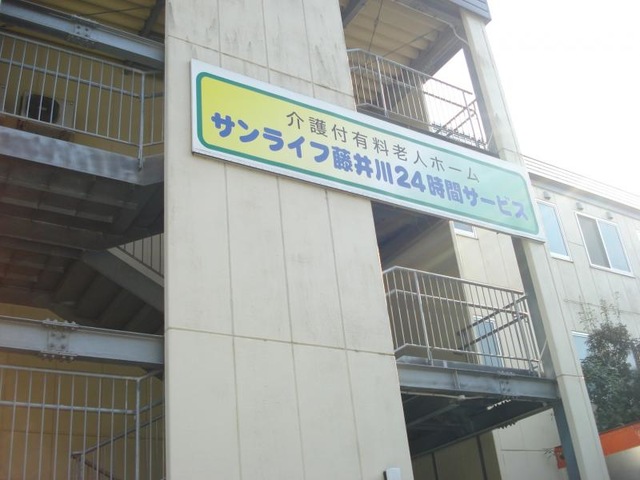 介護付有料老人ホーム
サンライフ藤井川24時間サービス